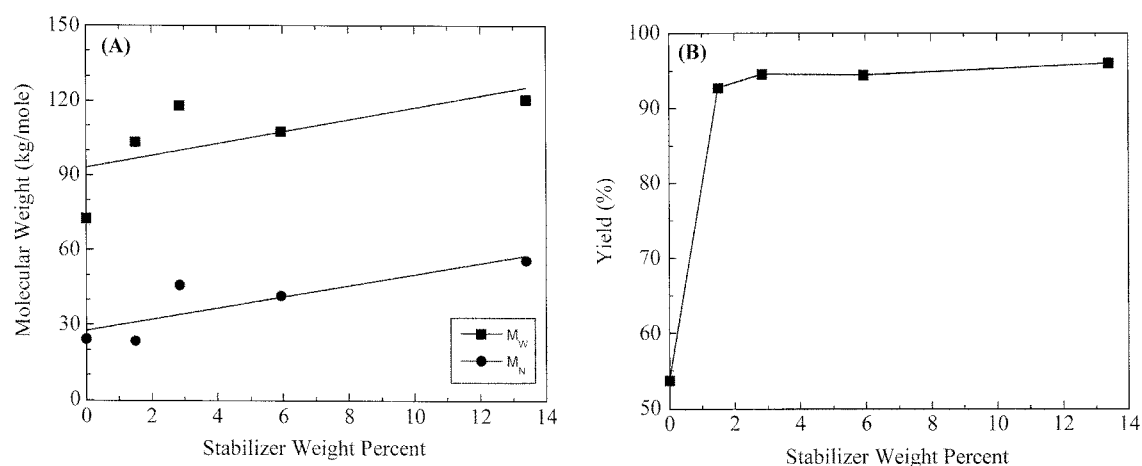 (A)
Molecular Weight (kg/mole)
150
120
90
60
30
0
M_W
M_N
0 2 4 6 8 10 12 14
Stabilizer Weight Percent
(B)
Yield (%)
100
90
80
70
60
50
0 2 4 6 8 10 12 14
Stabilizer Weight Percent